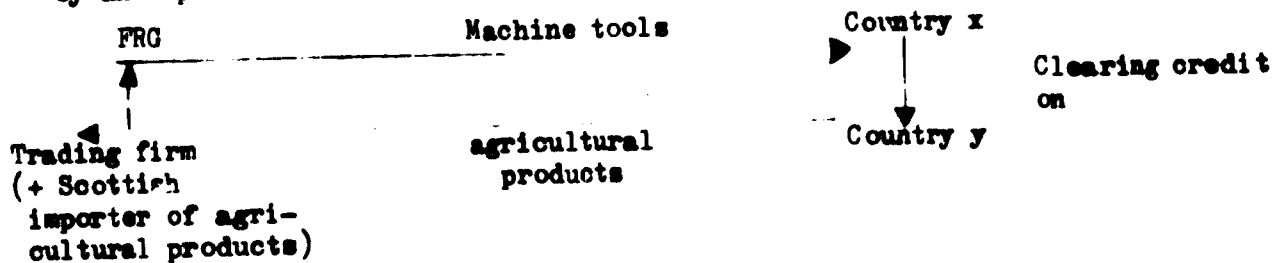 FRG
Machine tools
Country x
Clearing credit
on
Trading firm
(+ Scottish
importer of agri-
cultural products)
agricultural
products
Country y